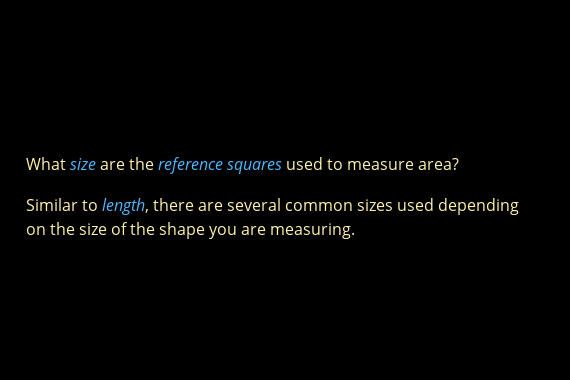 What size are the reference squares used to measure area?
Similar to length, there are several common sizes used depending
on the size of the shape you are measuring.